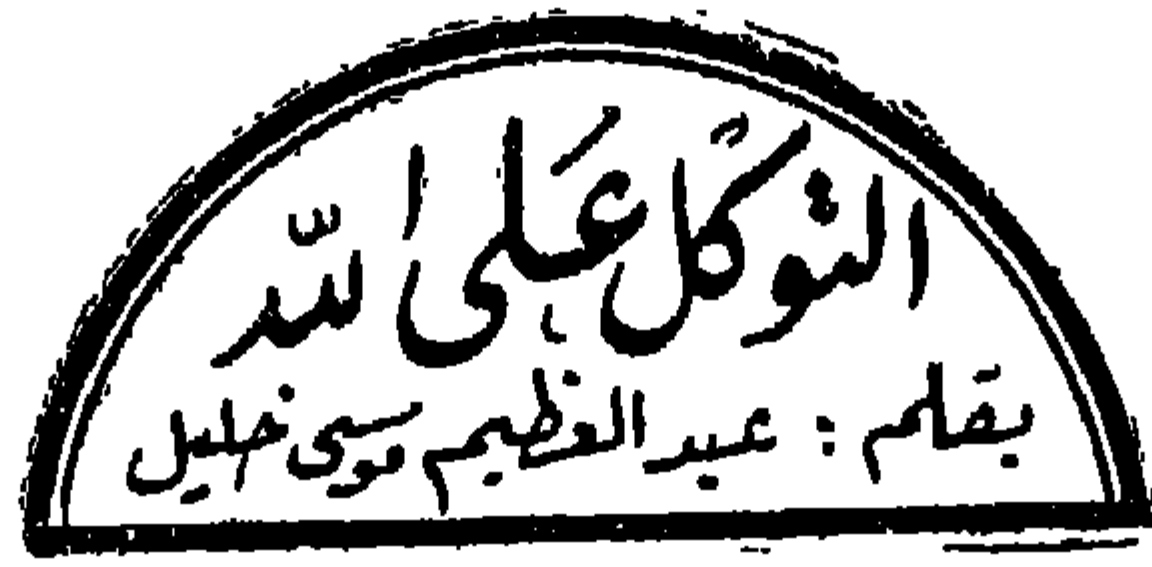 التوكل على الله
بقلم : عبد العظيم موسى خليل